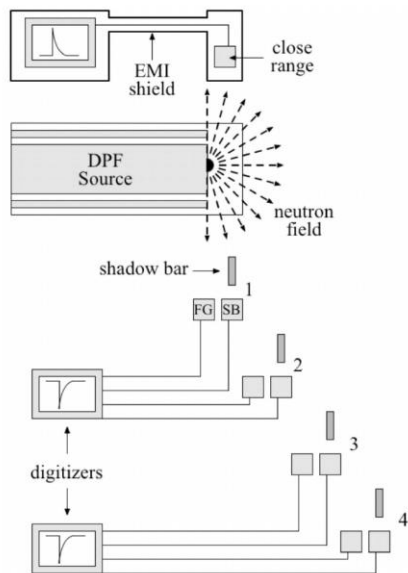 EMI
shield
close
range
DPF
Source
neutron
field
shadow bar
1
FG SB
2
3
digitizers
4